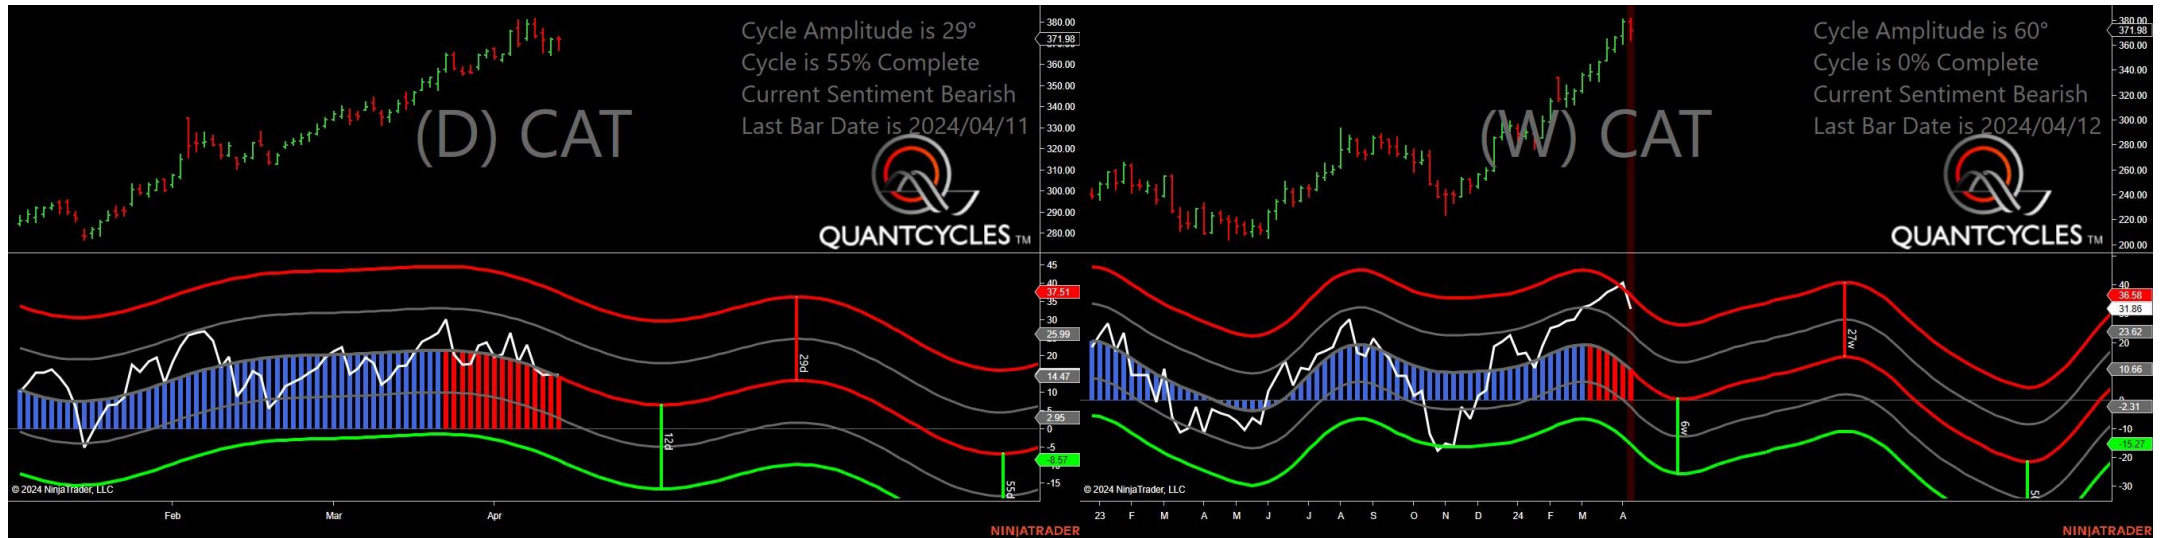 Cycle Amplitude is 29°
Cycle is 55% Complete
Current Sentiment Bearish
Last Bar Date is 2024/04/11
(D) CAT
QUANTCYCLES TM
380.00
371.98
360.00
350.00
340.00
330.00
320.00
310.00
300.00
290.00
280.00
45
40
37.51
35
30
25.99
20
14.47
10
5
2.95
0
-5
-8.57
-15
29d
12d
55d
© 2024 NinjaTrader, LLC
Feb Mar Apr
NINJATRADER
Cycle Amplitude is 60°
Cycle is 0% Complete
Current Sentiment Bearish
Last Bar Date is 2024/04/12
(W) CAT
QUANTCYCLES TM
380.00
371.98
360.00
340.00
320.00
300.00
280.00
260.00
240.00
220.00
200.00
40
36.58
31.86
23.62
20
10.66
-2.31
-10
-15.27
-20
-30
27w
6w
© 2024 NinjaTrader, LLC
23 F M A M J J A S O N D 24 F M A
NINJATRADER